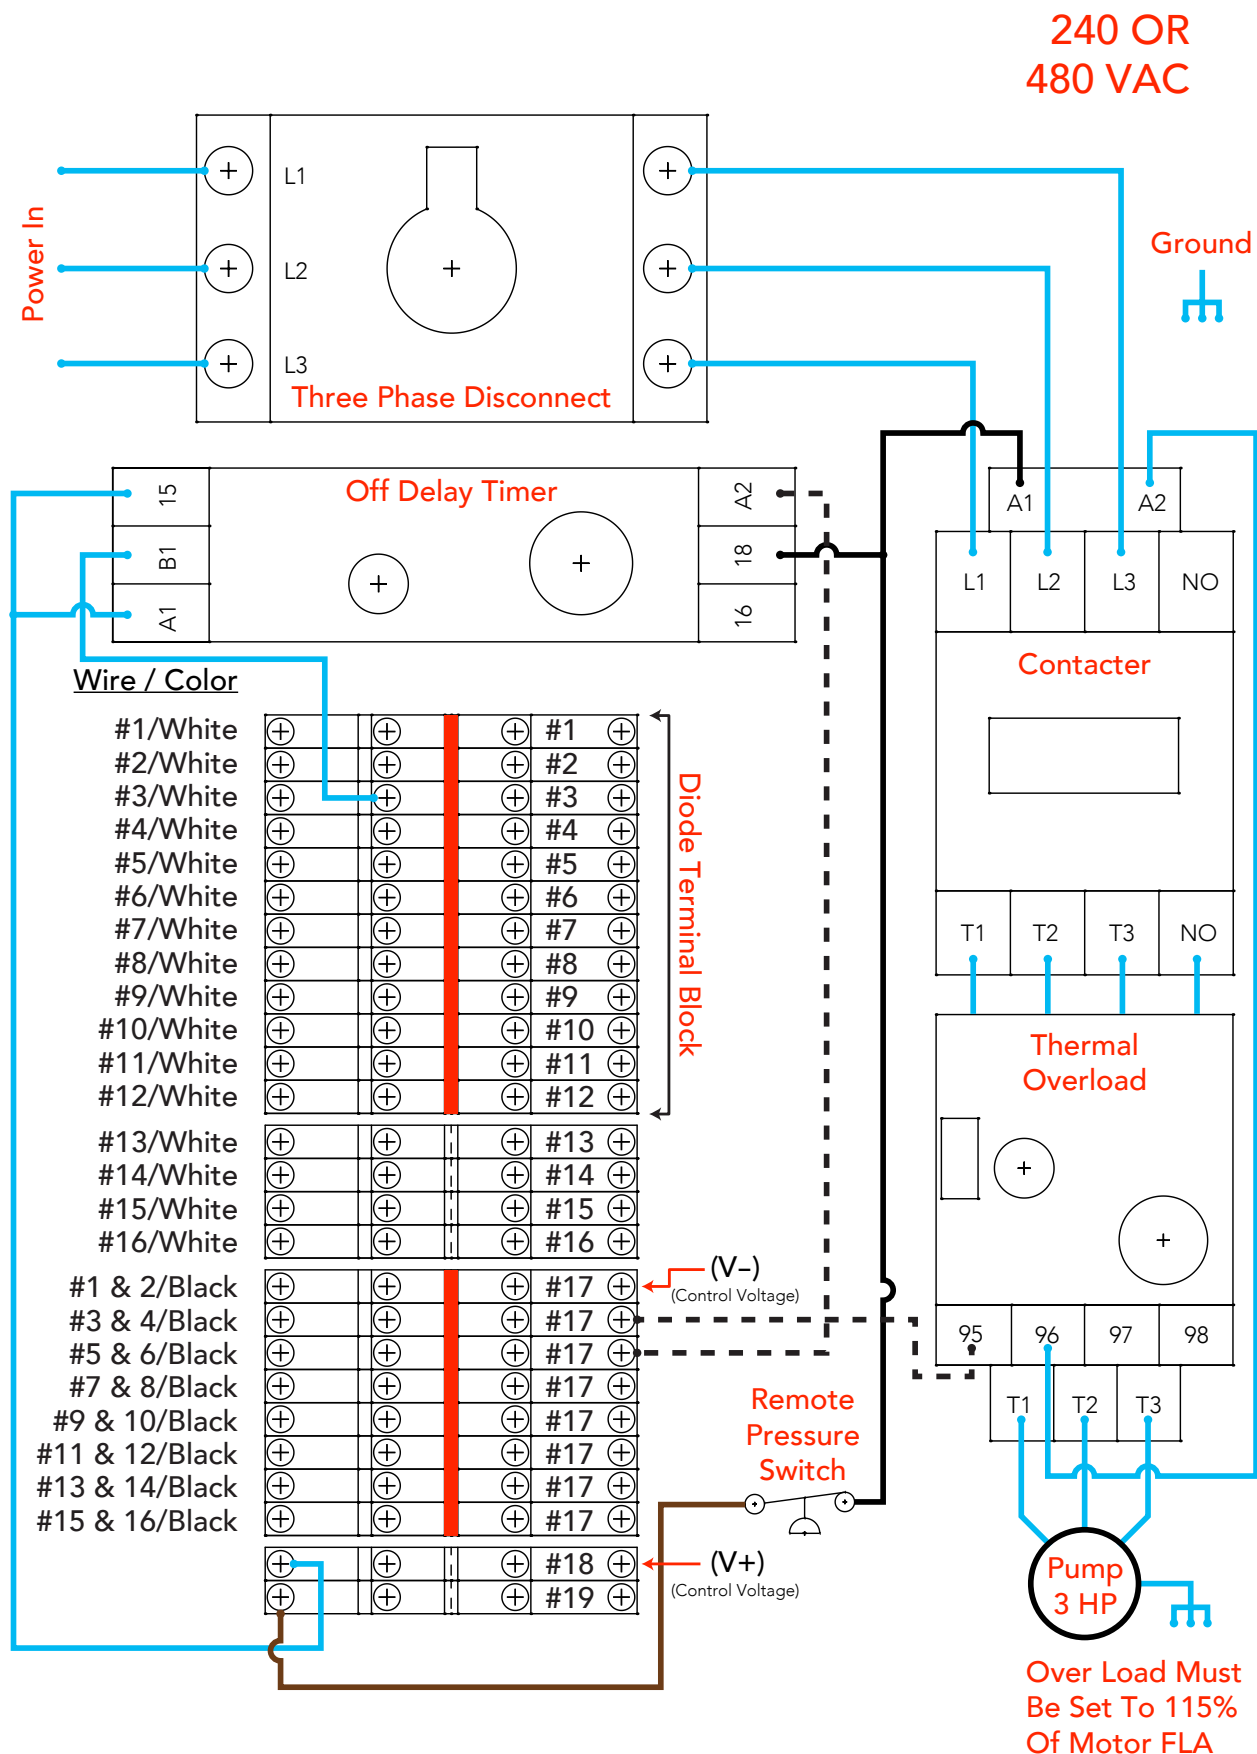 240 OR
480 VAC
Power In
L1
L2
L3
Three Phase Disconnect
Ground
15
B1
A1
Off Delay Timer
A2
18
16
A1
A2
L1
L2
L3
NO
Contacter
T1
T2
T3
NO
Wire / Color
#1/White #1
#2/White #2
#3/White #3
#4/White #4
#5/White #5
#6/White #6
#7/White #7
#8/White #8
#9/White #9
#10/White #10
#11/White #11
#12/White #12
Diode Terminal Block
#13/White #13
#14/White #14
#15/White #15
#16/White #16
#1 & 2/Black #17
#3 & 4/Black #17
#5 & 6/Black #17
#7 & 8/Black #17
#9 & 10/Black #17
#11 & 12/Black #17
#13 & 14/Black #17
#15 & 16/Black #17
#18
#19
(V–)
(Control Voltage)
Remote
Pressure
Switch
(V+)
(Control Voltage)
Thermal
Overload
95
96
97
98
T1
T2
T3
Pump
3 HP
Over Load Must
Be Set To 115%
Of Motor FLA